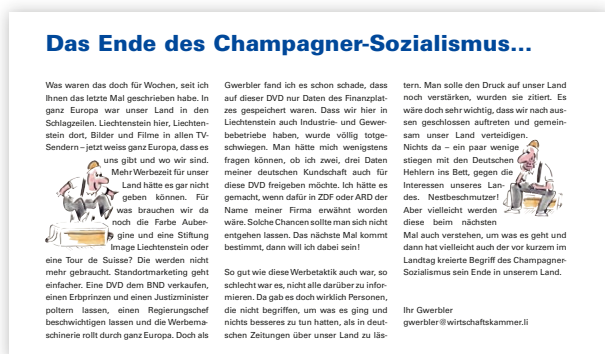 Das Ende des Champagner-Sozialismus...
Was waren das doch für Wochen, seit ich
Ihnen das letzte Mal geschrieben habe. In
ganz Europa war unser Land in den
Schlagzeilen. Liechtenstein hier, Liechten-
stein dort, Bilder und Filme in allen TV-
Sendern – jetzt weiss ganz Europa, dass es
uns gibt und wo wir sind.
Mehr Werbezeit für unser
Land hätte es gar nicht
geben können. Für
was brauchen wir da
noch die Farbe Auber-
gine und eine Stiftung
Image Liechtenstein oder
eine Tour de Suisse? Die werden nicht
mehr gebraucht. Standortmarketing geht
einfacher. Eine DVD dem BND verkaufen,
einen Erbprinzen und einen Justizminister
poltern lassen, einen Regierungschef
beschwichtigen lassen und die Werbema-
schinerie rollt durch ganz Europa. Doch als
Gwerbler fand ich es schon schade, dass
auf dieser DVD nur Daten des Finanzplat-
zes gespeichert waren. Dass wir hier in
Liechtenstein auch Industrie- und Gewer-
bebetriebe haben, wurde völlig totge-
schwiegen. Man hätte mich wenigstens
fragen können, ob ich zwei, drei Daten
meiner deutschen Kundschaft auch für
diese DVD freigeben möchte. Ich hätte es
gemacht, wenn dafür in ZDF oder ARD der
Name meiner Firma erwähnt worden
wäre. Solche Chancen sollte man sich nicht
entgehen lassen. Das nächste Mal kommt
bestimmt, dann will ich dabei sein!
So gut wie diese Werbetaktik auch war, so
schlecht war es, nicht alle darüber zu infor-
mieren. Da gab es doch wirklich Personen,
die nicht begriffen, um was es ging und
nichts besseres zu tun hatten, als in deut-
schen Zeitungen über unser Land zu läs-
tern. Man solle den Druck auf unser Land
noch verstärken, wurden sie zitiert. Es
wäre doch sehr wichtig, dass wir nach aus-
sen geschlossen auftreten und gemein-
sam unser Land verteidigen.
Nichts da – ein paar wenige
stiegen mit den Deutschen
Hehlern ins Bett, gegen die
Interessen unseres Lan-
des. Nestbeschmutzer!
Aber vielleicht werden
diese beim nächsten
Mal auch verstehen, um was es geht und
dann hat vielleicht auch der vor kurzem im
Landtag kreierte Begriff des Champagner-
Sozialismus sein Ende in unserem Land.
Ihr Gwerbler
gwerbler@wirtschaftskammer.li